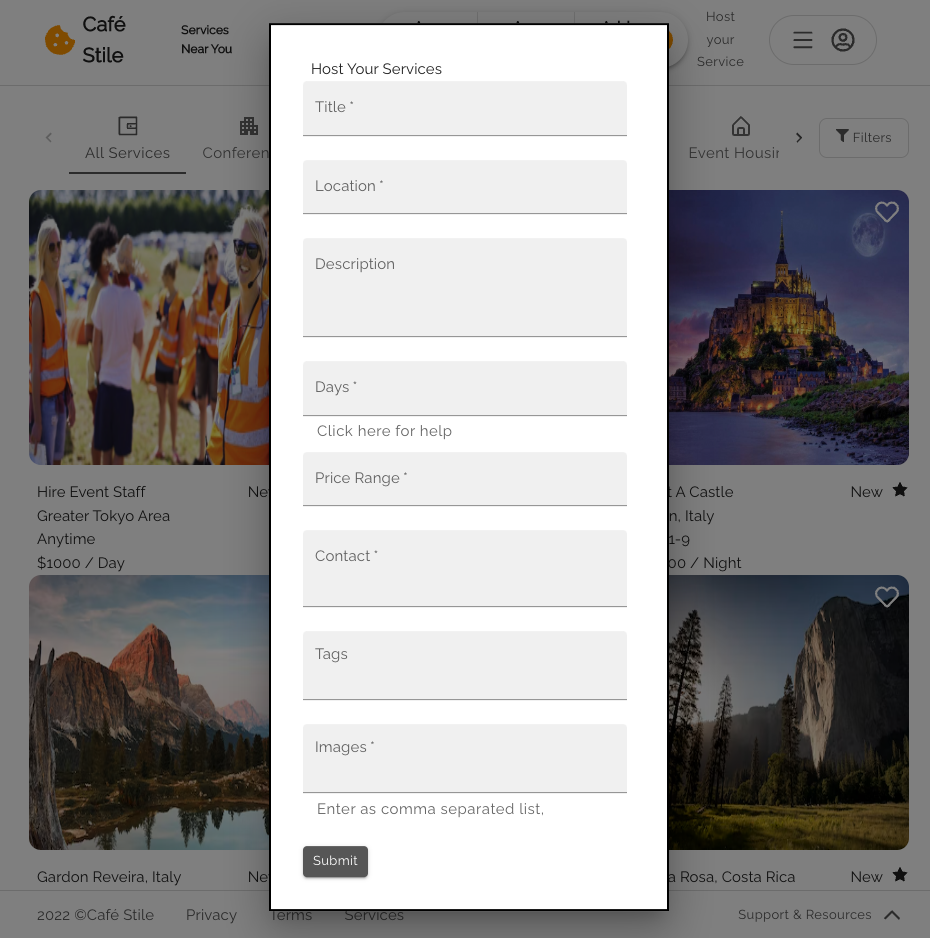 Café
Stile
Services
Near You
Host
your
Service
All Services
Conferen
Event Housin
Filters
Host Your Services
Title *
Location *
Description
Days *
Click here for help
Price Range *
Contact *
Tags
Images *
Enter as comma separated list,
Submit
Hire Event Staff
Greater Tokyo Area
Anytime
$1000 / Day
t A Castle New
n, Italy
1-9
00 / Night
Gardon Reveira, Italy
a Rosa, Costa Rica New
2022 ©Café Stile Privacy Terms Services Support & Resources